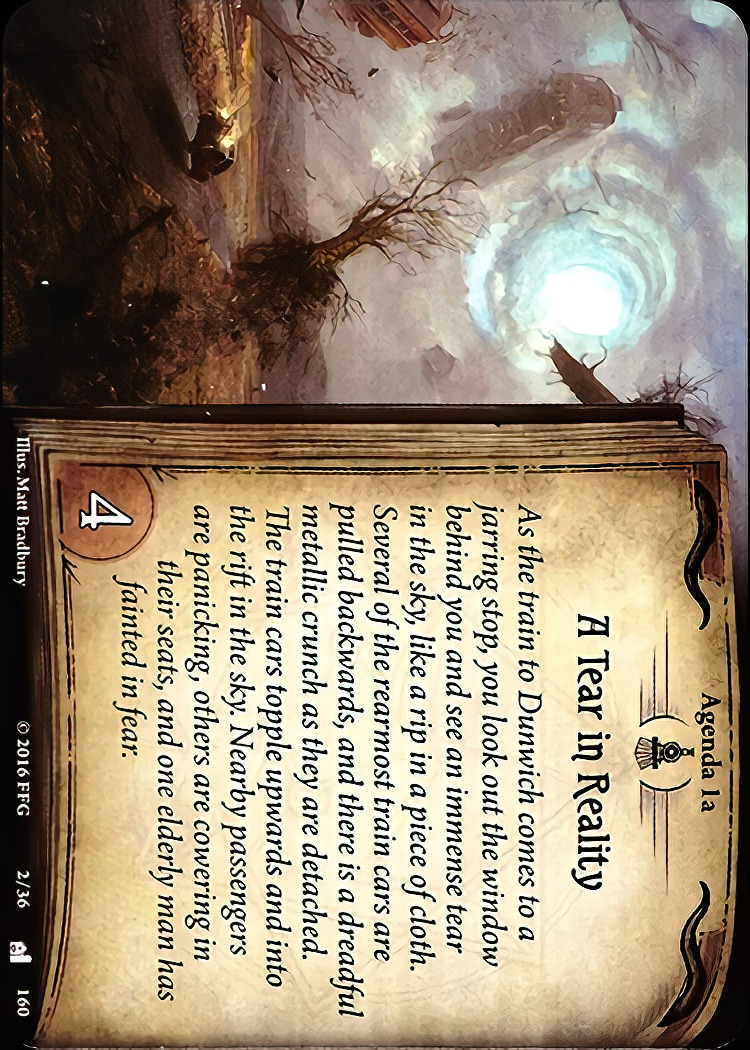 Agenda 1a
A Tear in Reality
As the train to Dunwich comes to a
jarring stop, you look out the window
behind you and see an immense tear
in the sky, like a rip in a piece of cloth.
Several of the rearmost train cars are
pulled backwards, and there is a dreadful
metallic crunch as they are detached.
The train cars topple upwards and into
the rift in the sky. Nearby passengers
are panicking, others are cowering in
their seats, and one elderly man has
fainted in fear.
4
Illus. Matt Bradbury
© 2016 FFG
2/36
160